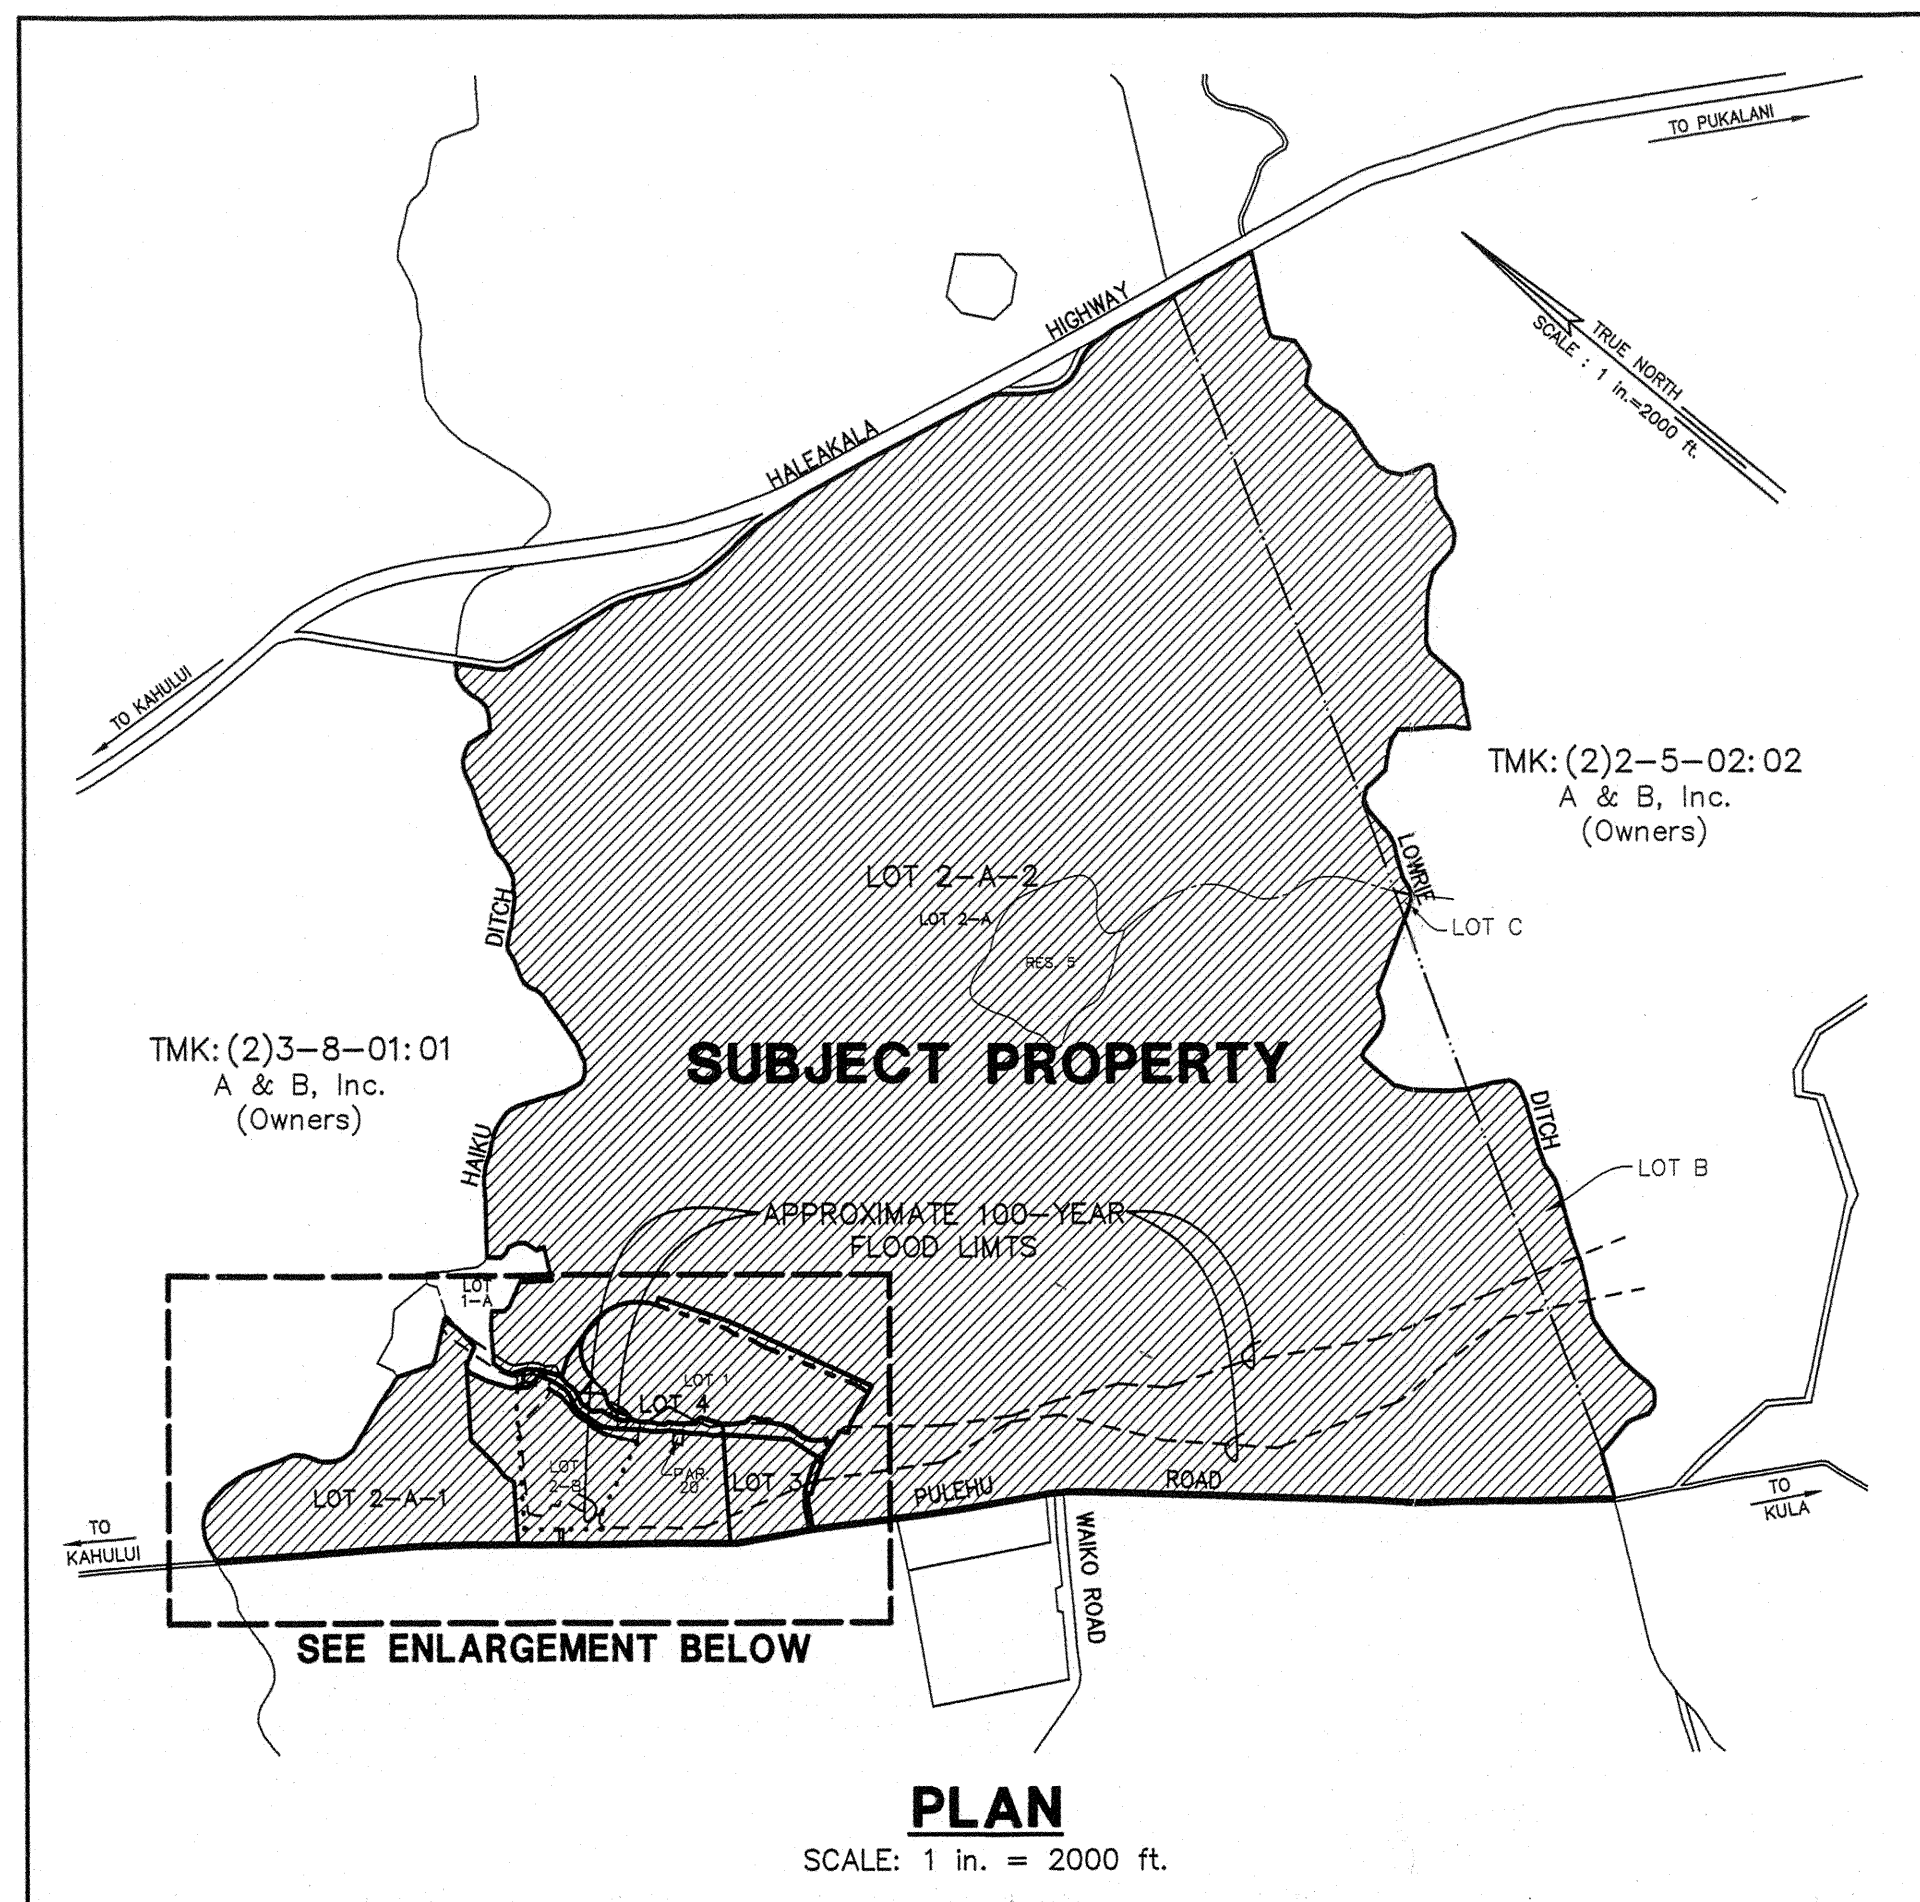 TO PUKALANI
HALEAKALA HIGHWAY
TRUE NORTH
SCALE : 1 in.=2000 ft.
TO KAHULUI
TMK:(2)2-5-02:02
A & B, Inc.
(Owners)
LOWRIE
LOT 2-A-2
LOT 2-A
DITCH
LOT C
RES. 5
TMK:(2)3-8-01:01
A & B, Inc.
(Owners)
SUBJECT PROPERTY
HAIKU
DITCH
LOT B
APPROXIMATE 100-YEAR
FLOOD LIMTS
LOT
1-A
LOT 1
LOT 4
LOT
2-B
PAR.
20
LOT 3
LOT 2-A-1
PULEHU ROAD
TO
KULA
TO
KAHULUI
WAIKO ROAD
SEE ENLARGEMENT BELOW
PLAN
SCALE: 1 in. = 2000 ft.